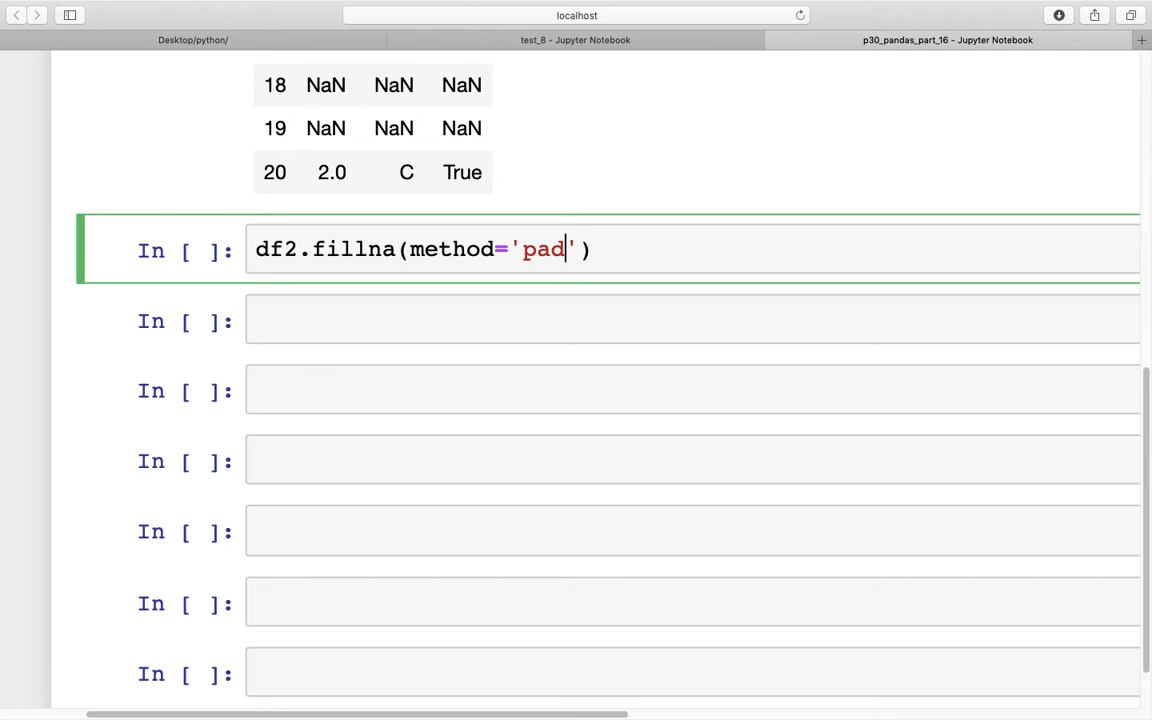 localhost
Desktop/python/ test_8 - Jupyter Notebook p30_pandas_part_16 - Jupyter Notebook
18 NaN NaN NaN
19 NaN NaN NaN
20 2.0 C True
In [ ]: df2.fillna(method='pad')
In [ ]:
In [ ]:
In [ ]:
In [ ]:
In [ ]:
In [ ]: